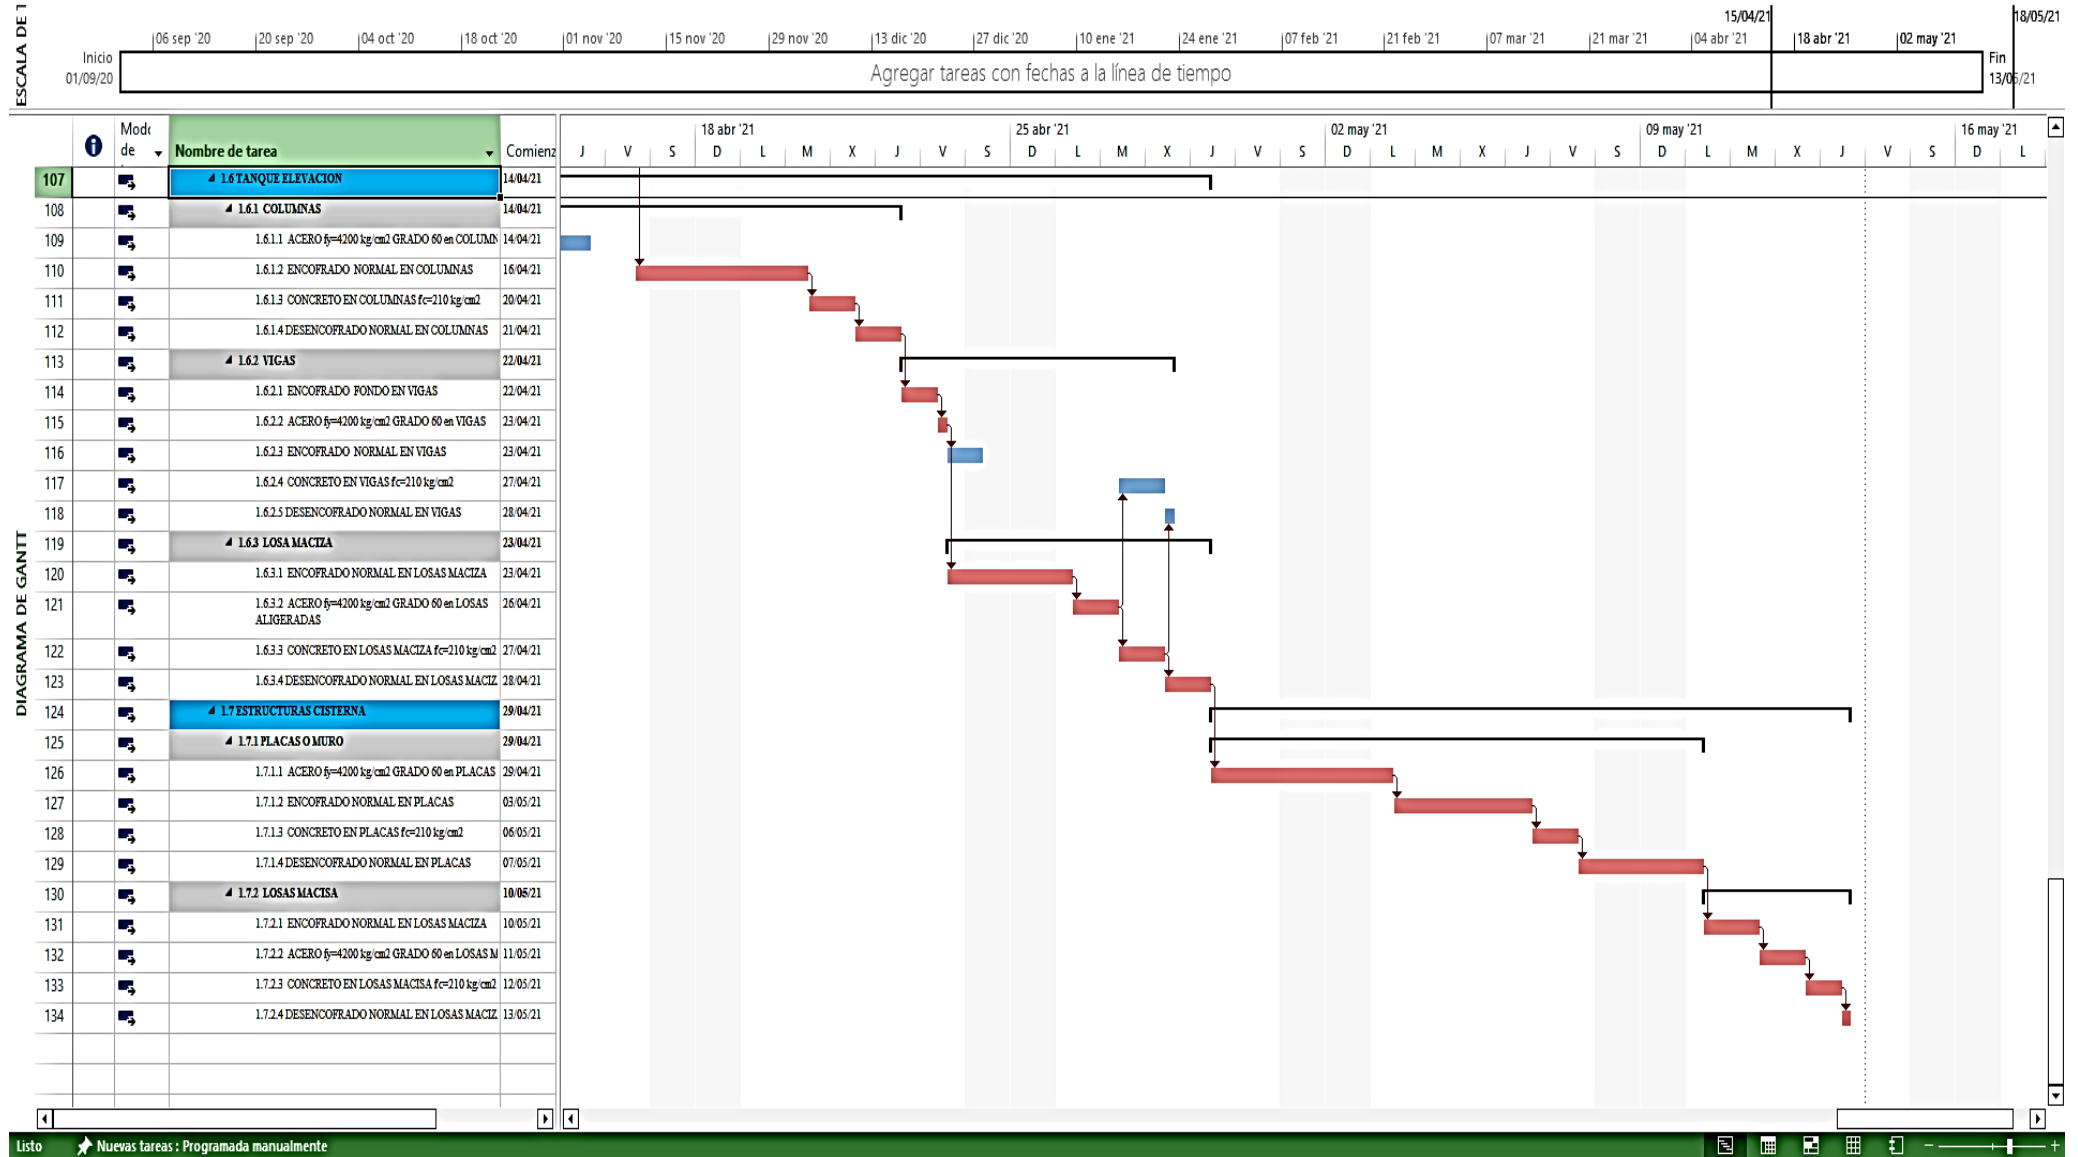 ESCALA DE T
15/04/21
18/05/21
06 sep '20
20 sep '20
04 oct '20
18 oct '20
01 nov '20
15 nov '20
29 nov '20
13 dic '20
27 dic '20
10 ene '21
24 ene '21
07 feb '21
21 feb '21
07 mar '21
21 mar '21
04 abr '21
18 abr '21
02 may '21
Inicio
01/09/20
Agregar tareas con fechas a la línea de tiempo
Fin
13/05/21
Modo
de
Nombre de tarea
Comienz
18 abr '21
25 abr '21
02 may '21
09 may '21
16 may '21
J V S D L M X J V S D L M X J V S D L M X J V S D L M X J V S D L
DIAGRAMA DE GANTT
107 1.6 TANQUE ELEVACION 14/04/21
108 1.6.1 COLUMNAS 14/04/21
109 1.6.1.1 ACERO fy=4200 kg/cm2 GRADO 60 en COLUMN 14/04/21
110 1.6.1.2 ENCOFRADO NORMAL EN COLUMNAS 16/04/21
111 1.6.1.3 CONCRETO EN COLUMNAS fc=210 kg/cm2 20/04/21
112 1.6.1.4 DESENCOFRADO NORMAL EN COLUMNAS 21/04/21
113 1.6.2 VIGAS 22/04/21
114 1.6.2.1 ENCOFRADO FONDO EN VIGAS 22/04/21
115 1.6.2.2 ACERO fy=4200 kg/cm2 GRADO 60 en VIGAS 23/04/21
116 1.6.2.3 ENCOFRADO NORMAL EN VIGAS 23/04/21
117 1.6.2.4 CONCRETO EN VIGAS fc=210 kg/cm2 27/04/21
118 1.6.2.5 DESENCOFRADO NORMAL EN VIGAS 28/04/21
119 1.6.3 LOSA MACIZA 23/04/21
120 1.6.3.1 ENCOFRADO NORMAL EN LOSAS MACIZA 23/04/21
121 1.6.3.2 ACERO fy=4200 kg/cm2 GRADO 60 en LOSAS 26/04/21
ALIGERADAS
122 1.6.3.3 CONCRETO EN LOSAS MACIZA fc=210 kg/cm2 27/04/21
123 1.6.3.4 DESENCOFRADO NORMAL EN LOSAS MACIZ 28/04/21
124 1.7 ESTRUCTURAS CISTERNA 29/04/21
125 1.7.1 PLACAS O MURO 29/04/21
126 1.7.1.1 ACERO fy=4200 kg/cm2 GRADO 60 en PLACAS 29/04/21
127 1.7.1.2 ENCOFRADO NORMAL EN PLACAS 03/05/21
128 1.7.1.3 CONCRETO EN PLACAS fc=210 kg/cm2 06/05/21
129 1.7.1.4 DESENCOFRADO NORMAL EN PLACAS 07/05/21
130 1.7.2 LOSAS MACISA 10/05/21
131 1.7.2.1 ENCOFRADO NORMAL EN LOSAS MACIZA 10/05/21
132 1.7.2.2 ACERO fy=4200 kg/cm2 GRADO 60 en LOSAS M 11/05/21
133 1.7.2.3 CONCRETO EN LOSAS MACISA fc=210 kg/cm2 12/05/21
134 1.7.2.4 DESENCOFRADO NORMAL EN LOSAS MACIZ 13/05/21
Listo
Nuevas tareas : Programada manualmente